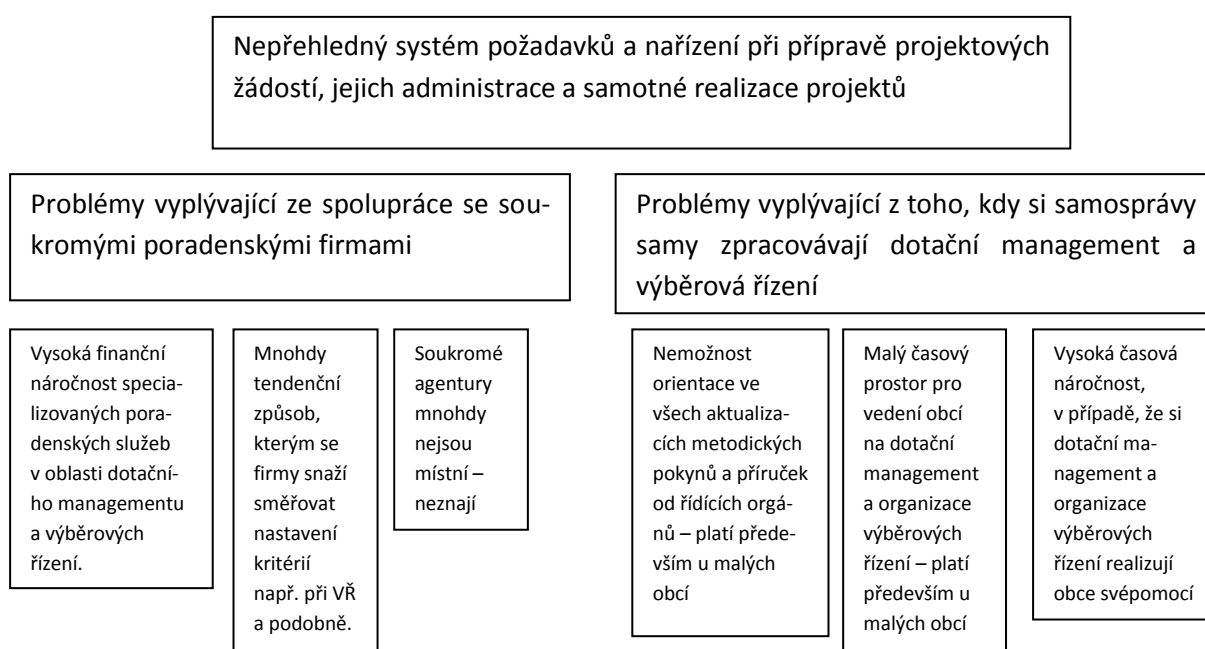 Nepřehledný systém požadavků a nařízení při přípravě projektových
žádostí, jejich administrace a samotné realizace projektů
Problémy vyplývající ze spolupráce se sou-
kromými poradenskými firmami
Problémy vyplývající z toho, kdy si samosprávy
samy zpracovávají dotační management a
výběrová řízení
Vysoká finanční
náročnost specia-
lizovaných pora-
denských služeb
v oblasti dotační-
ho managementu
a výběrových
řízení.
Mnohdy
tendenční
způsob,
kterým se
firmy snaží
směřovat
nastavení
kritérií
např. při VŘ
a podobně.
Soukromé
agentury
mnohdy
nejsou
místní –
neznají
Nemožnost
orientace ve
všech aktualiza-
cích metodických
pokynů a příruček
od řídících orgá-
nů – platí přede-
vším u malých
obcí
Malý časový
prostor pro
vedení obcí
na dotační
management
a organizace
výběrových
řízení – platí
především u
malých obcí
Vysoká časová
náročnost,
v případě, že si
dotační ma-
nagement a
organizace
výběrových
řízení realizují
obce svépomocí